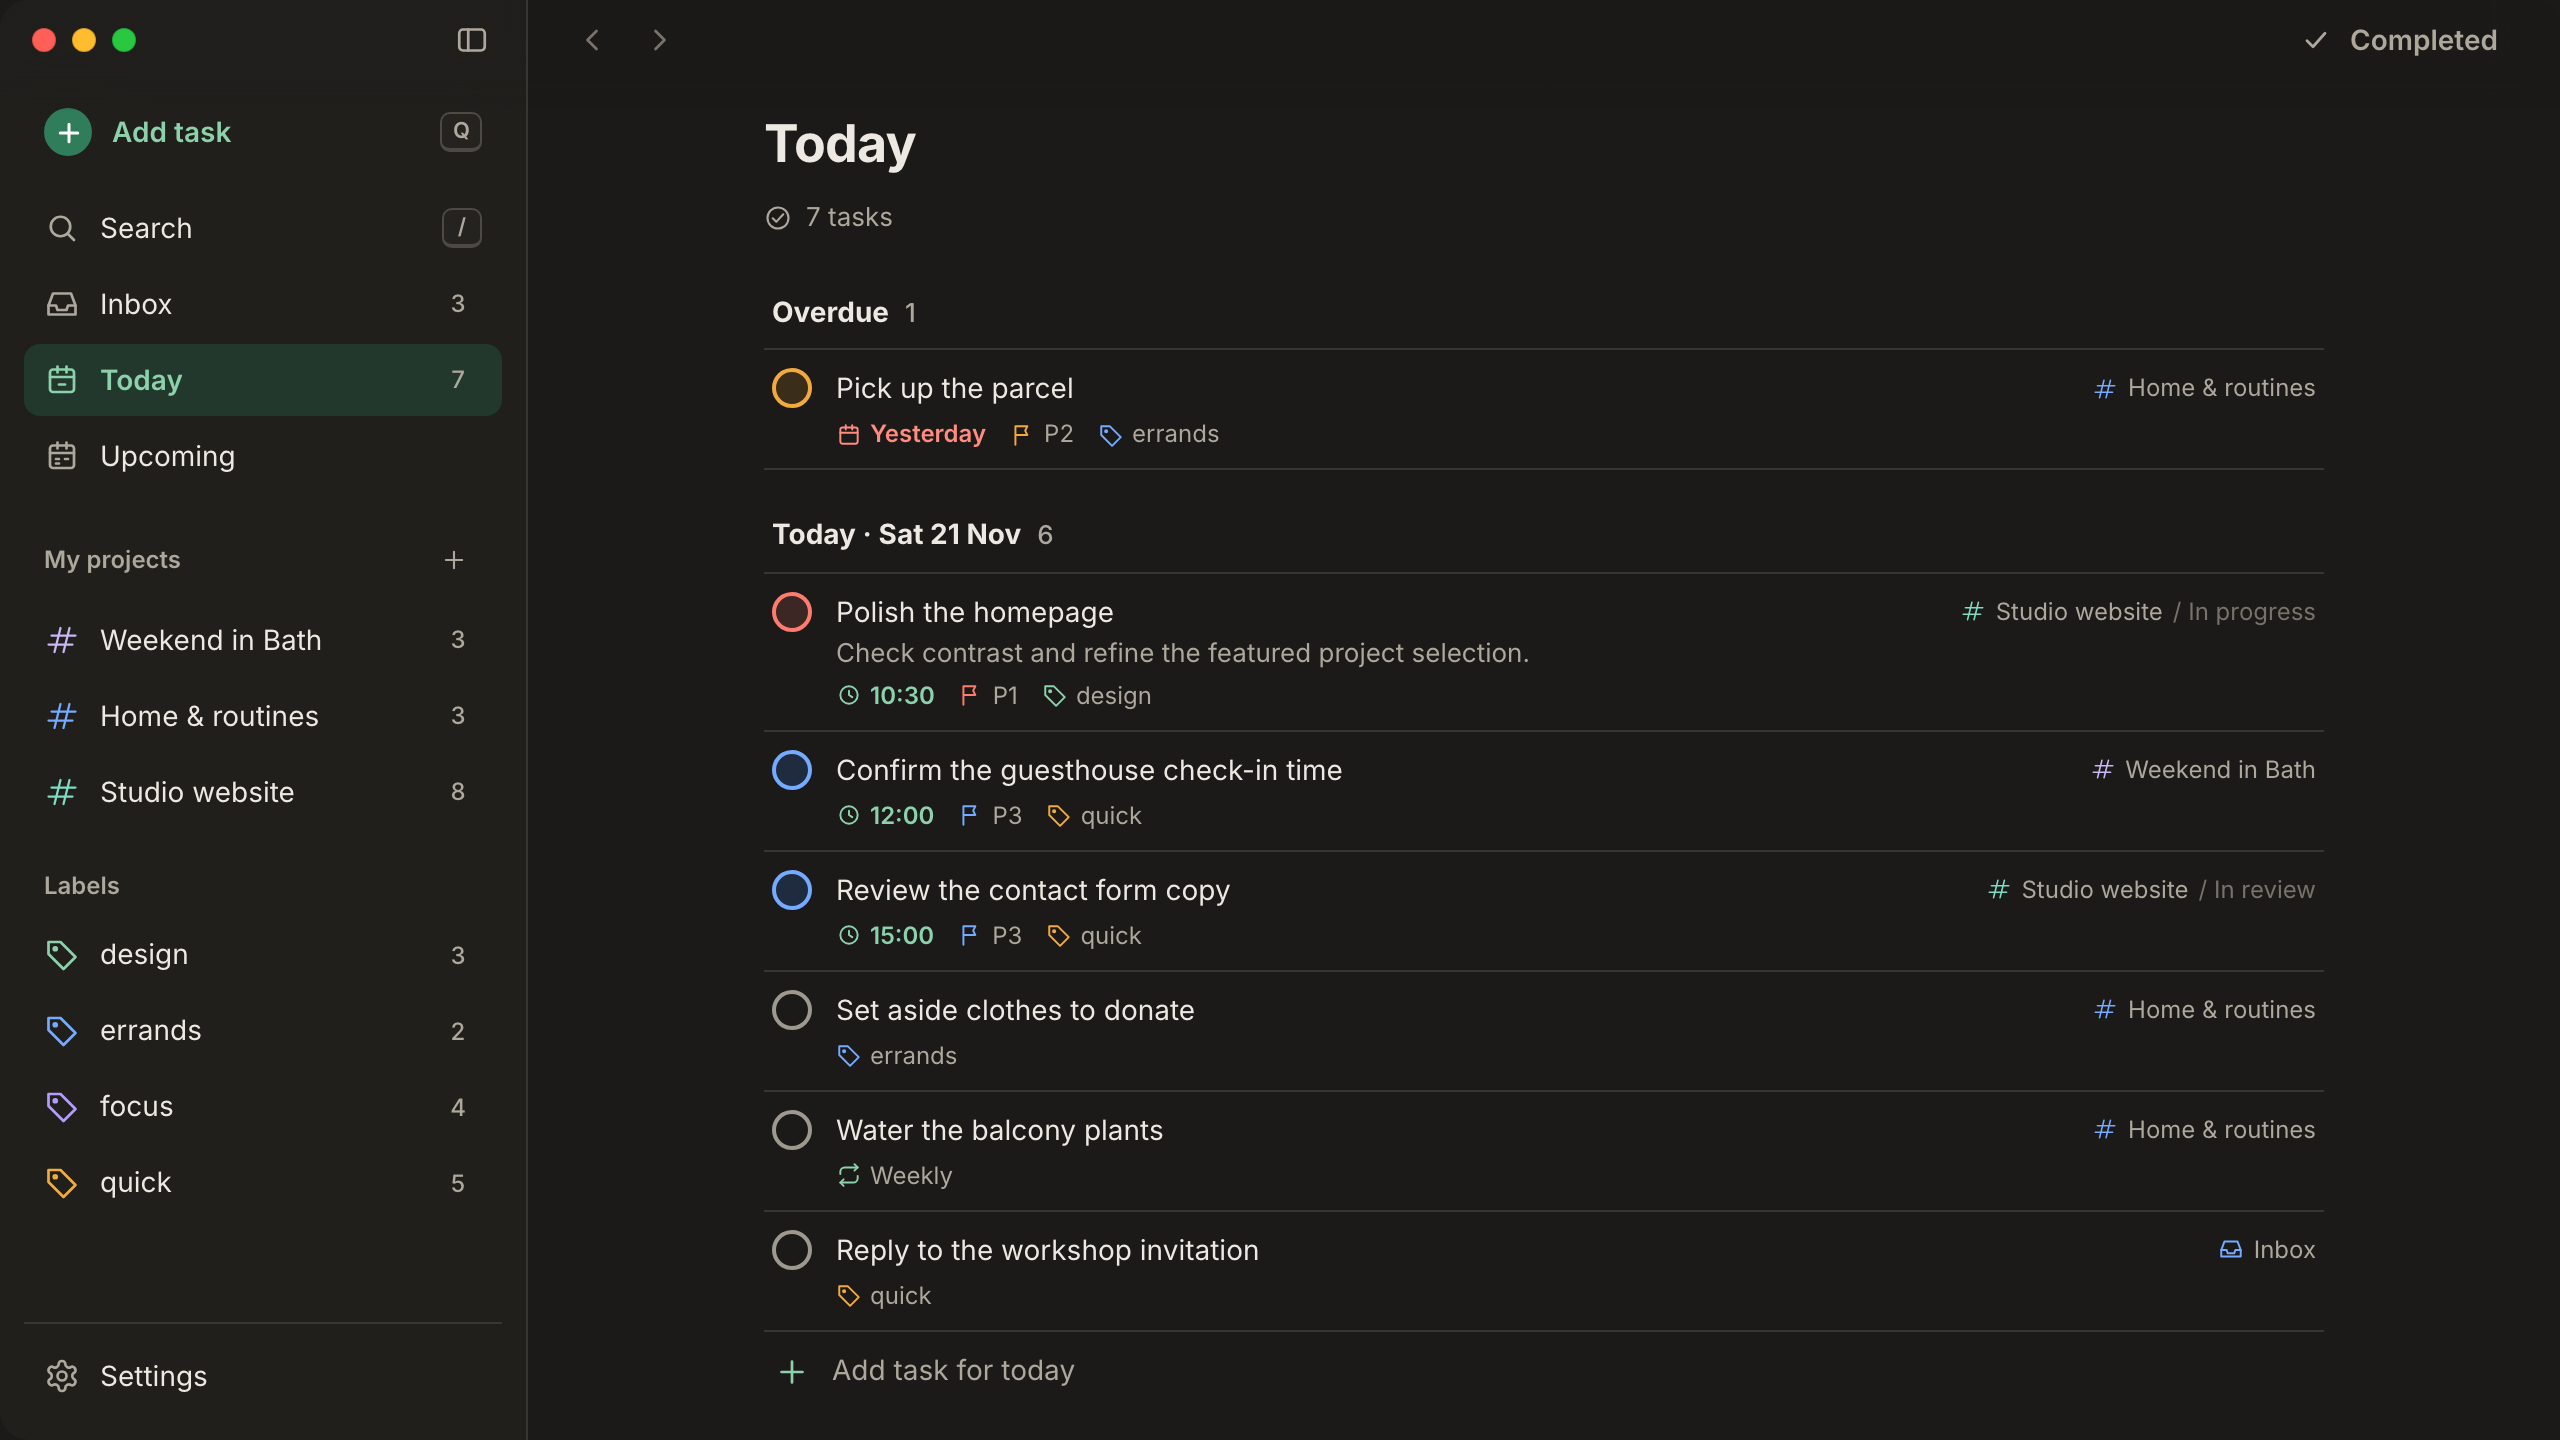 Add task Q
Search /
Inbox 3
Today 7
Upcoming
My projects
Weekend in Bath 3
Home & routines 3
Studio website 8
Labels
design 3
errands 2
focus 4
quick 5
Settings
Completed
Today
7 tasks
Overdue 1
Pick up the parcel Home & routines
Yesterday P2 errands
Today · Sat 21 Nov 6
Polish the homepage Studio website / In progress
Check contrast and refine the featured project selection.
10:30 P1 design
Confirm the guesthouse check-in time Weekend in Bath
12:00 P3 quick
Review the contact form copy Studio website / In review
15:00 P3 quick
Set aside clothes to donate Home & routines
errands
Water the balcony plants Home & routines
Weekly
Reply to the workshop invitation Inbox
quick
Add task for today